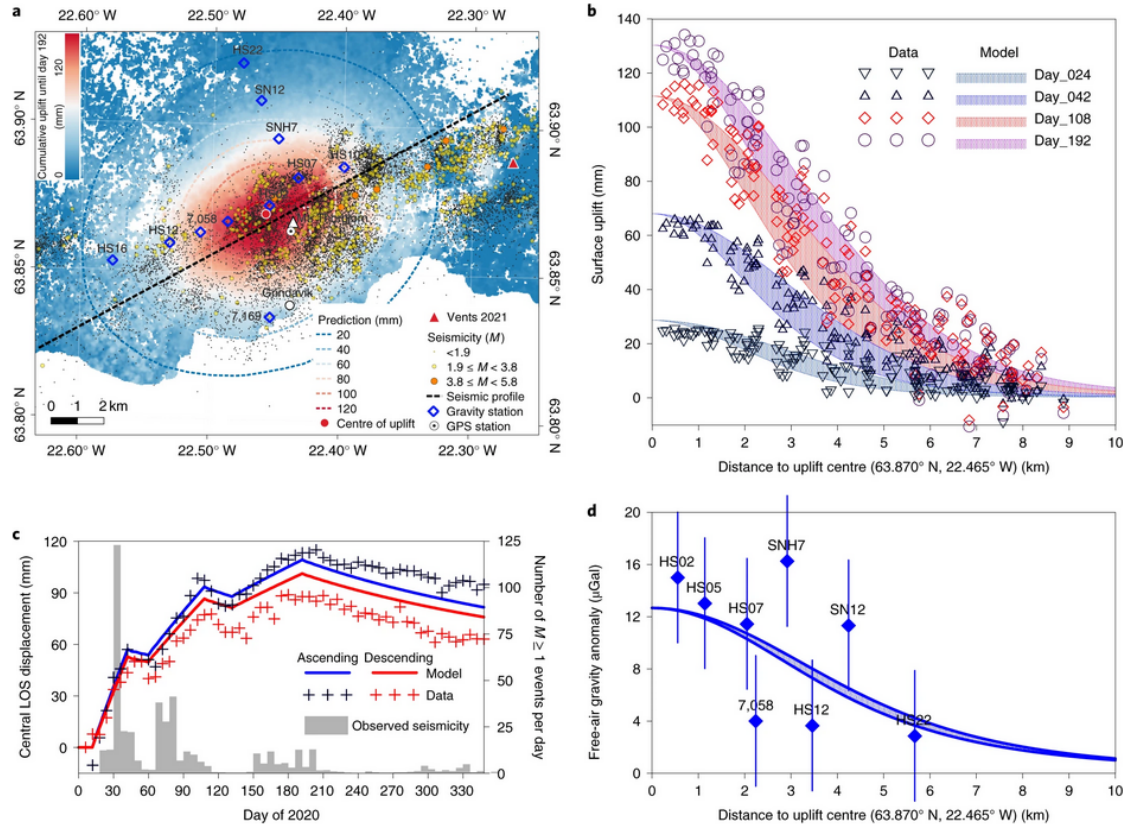 a
22.60° W 22.50° W 22.40° W 22.30° W
Cumulative uplift until day 192
(mm)
0
120
63.90° N
63.85° N
63.80° N
63.90° N
63.85° N
63.80° N
HS22
SN12
SNH7
HS10
HS07
7,058
HS12
HS16
Grindavik
7,169
0 1 2 km
Prediction (mm)
20
40
60
80
100
120
Centre of uplift
Vents 2021
Seismicity (M)
<1.9
1.9 ≤ M < 3.8
3.8 ≤ M < 5.8
Seismic profile
Gravity station
GPS station
22.60° W 22.50° W 22.40° W 22.30° W
b
Surface uplift (mm)
140
120
100
80
60
40
20
0
Data Model
Day_024
Day_042
Day_108
Day_192
0 1 2 3 4 5 6 7 8 9 10
Distance to uplift centre (63.870° N, 22.465° W) (km)
c
Central LOS displacement (mm)
120
90
60
30
0
Ascending Descending
Model
Data
Observed seismicity
125
100
75
50
25
0
Number of M ≥ 1 events per day
0 30 60 90 120 150 180 210 240 270 300 330
Day of 2020
d
Free-air gravity anomaly (μGal)
20
16
12
8
4
0
HS02
HS05
HS07
7,058
SNH7
HS12
SN12
HS22
0 1 2 3 4 5 6 7 8 9 10
Distance to uplift centre (63.870° N, 22.465° W) (km)